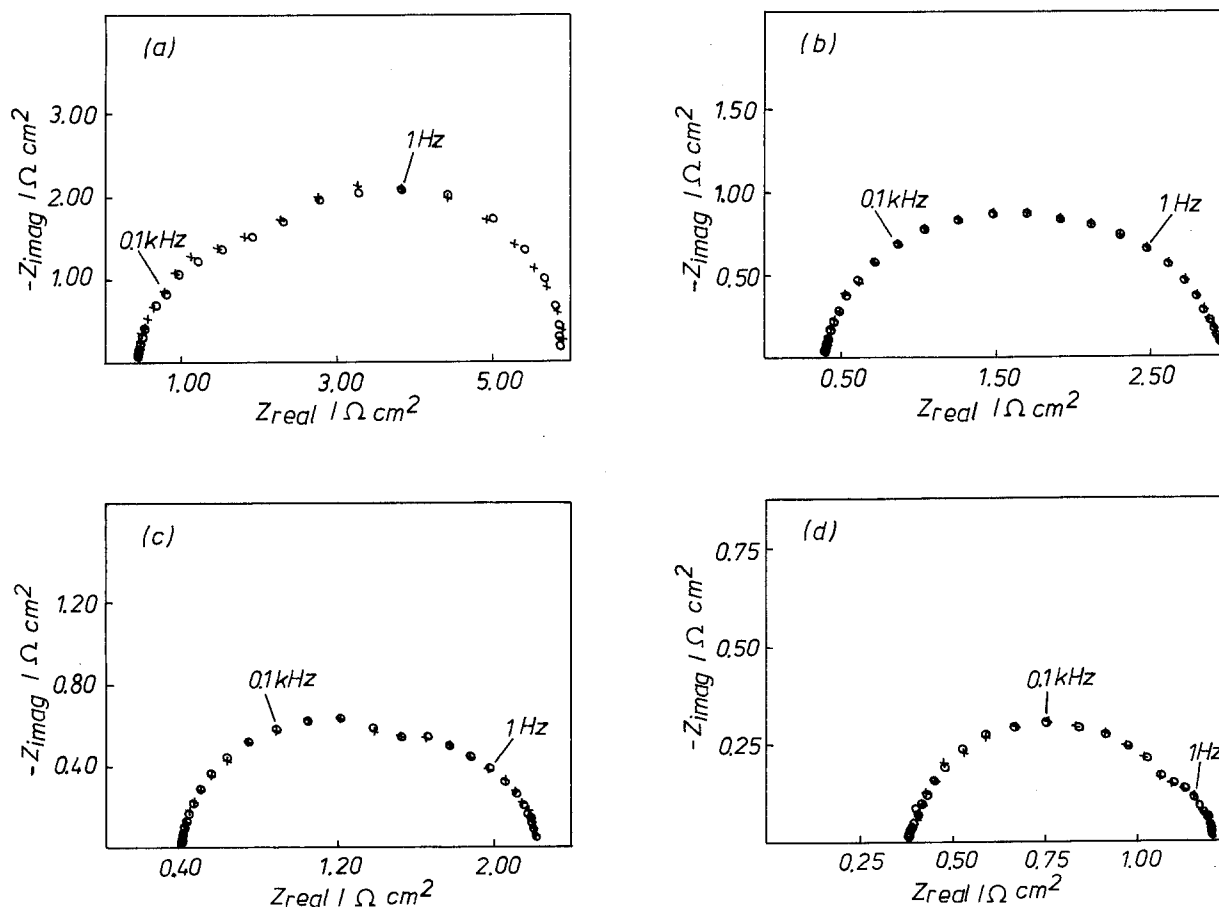 (a)
3.00
2.00
1.00
-Zimag / Ω cm²
0.1kHz
1Hz
1.00 3.00 5.00
Zreal / Ω cm²
(b)
1.50
1.00
0.50
-Zimag / Ω cm²
0.1kHz
1Hz
0.50 1.50 2.50
Zreal / Ω cm²
(c)
1.20
0.80
0.40
-Zimag / Ω cm²
0.1kHz
1Hz
0.40 1.20 2.00
Zreal / Ω cm²
(d)
0.75
0.50
0.25
-Zimag / Ω cm²
0.1kHz
1Hz
0.25 0.50 0.75 1.00
Zreal / Ω cm²